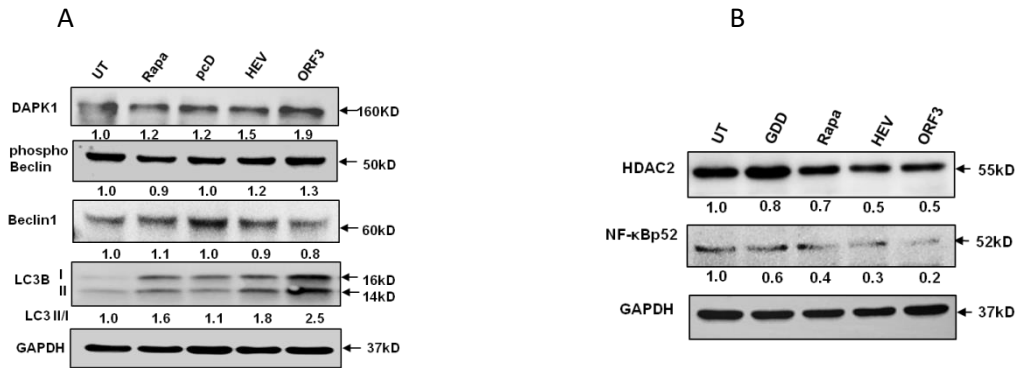 A
UT Rapa pcD HEV ORF3
DAPK1 160KD
1.0 1.2 1.2 1.5 1.9
phospho
Beclin 50kD
1.0 0.9 1.0 1.2 1.3
Beclin1 60kD
1.0 1.1 1.0 0.9 0.8
LC3B I 16kD
II 14kD
LC3 II/I 1.0 1.6 1.1 1.8 2.5
GAPDH 37kD
B
UT GDD Rapa HEV ORF3
HDAC2 55kD
1.0 0.8 0.7 0.5 0.5
NF-κBp52 52kD
1.0 0.6 0.4 0.3 0.2
GAPDH 37kD